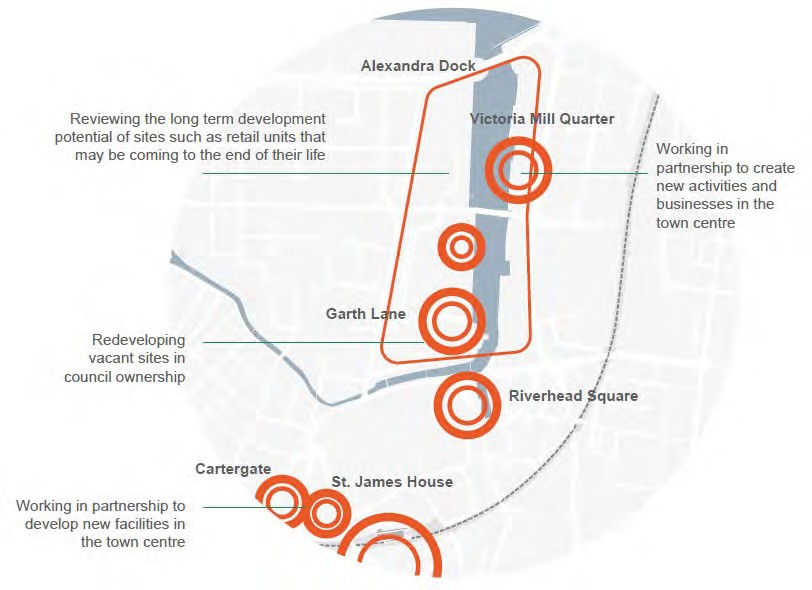 Alexandra Dock
Reviewing the long term development
potential of sites such as retail units that
may be coming to the end of their life
Victoria Mill Quarter
Working in
partnership to create
new activities and
businesses in the
town centre
Garth Lane
Redeveloping
vacant sites in
council ownership
Riverhead Square
Cartergate
St. James House
Working in partnership to
develop new facilities in
the town centre